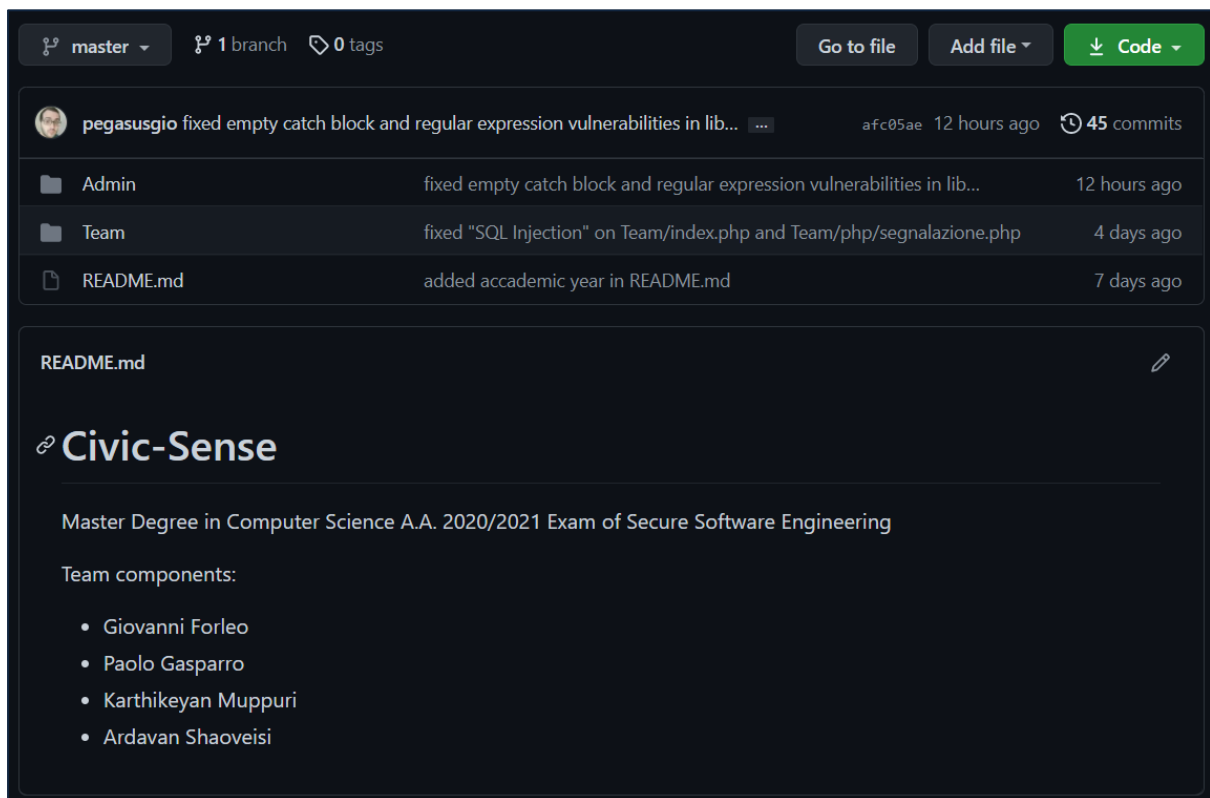 master 1 branch 0 tags Go to file Add file Code
pegasusgio fixed empty catch block and regular expression vulnerabilities in lib... ... afc05ae 12 hours ago 45 commits
Admin fixed empty catch block and regular expression vulnerabilities in lib... 12 hours ago
Team fixed "SQL Injection" on Team/index.php and Team/php/segnalazione.php 4 days ago
README.md added accademic year in README.md 7 days ago
README.md
Civic-Sense
Master Degree in Computer Science A.A. 2020/2021 Exam of Secure Software Engineering
Team components:
• Giovanni Forleo
• Paolo Gasparro
• Karthikeyan Muppuri
• Ardavan Shaoveisi